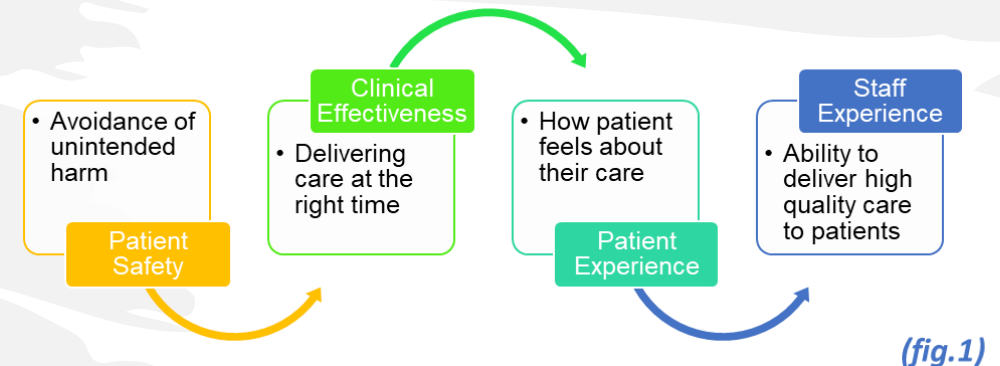 • Avoidance of
unintended
harm
Patient
Safety
Clinical
Effectiveness
• Delivering
care at the
right time
• How patient
feels about
their care
Patient
Experience
Staff
Experience
• Ability to
deliver high
quality care
to patients
(fig.1)